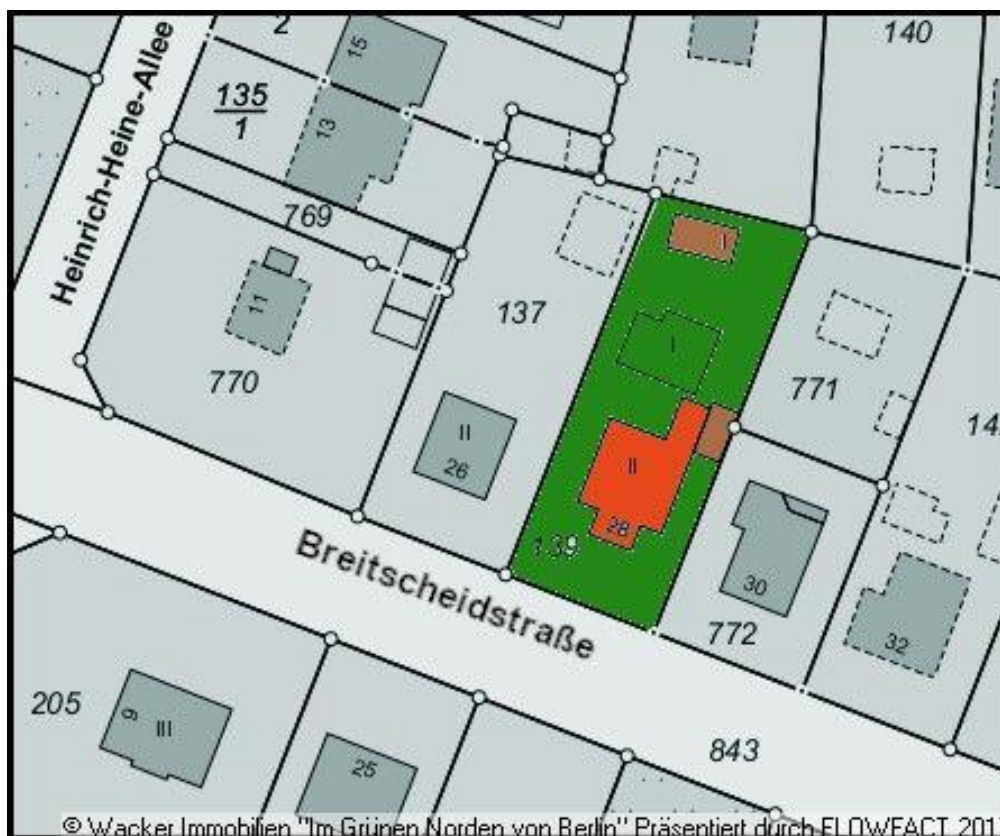 2
15
140
135
1
13
Heinrich-Heine-Allee
769
I
11
137
I
771
770
II
26
II
28
139
30
772
32
Breitscheidstraße
205
9
III
25
843
© Wacker Immobilien "Im Grünen Norden von Berlin" Präsentiert durch FLOWFACT 201